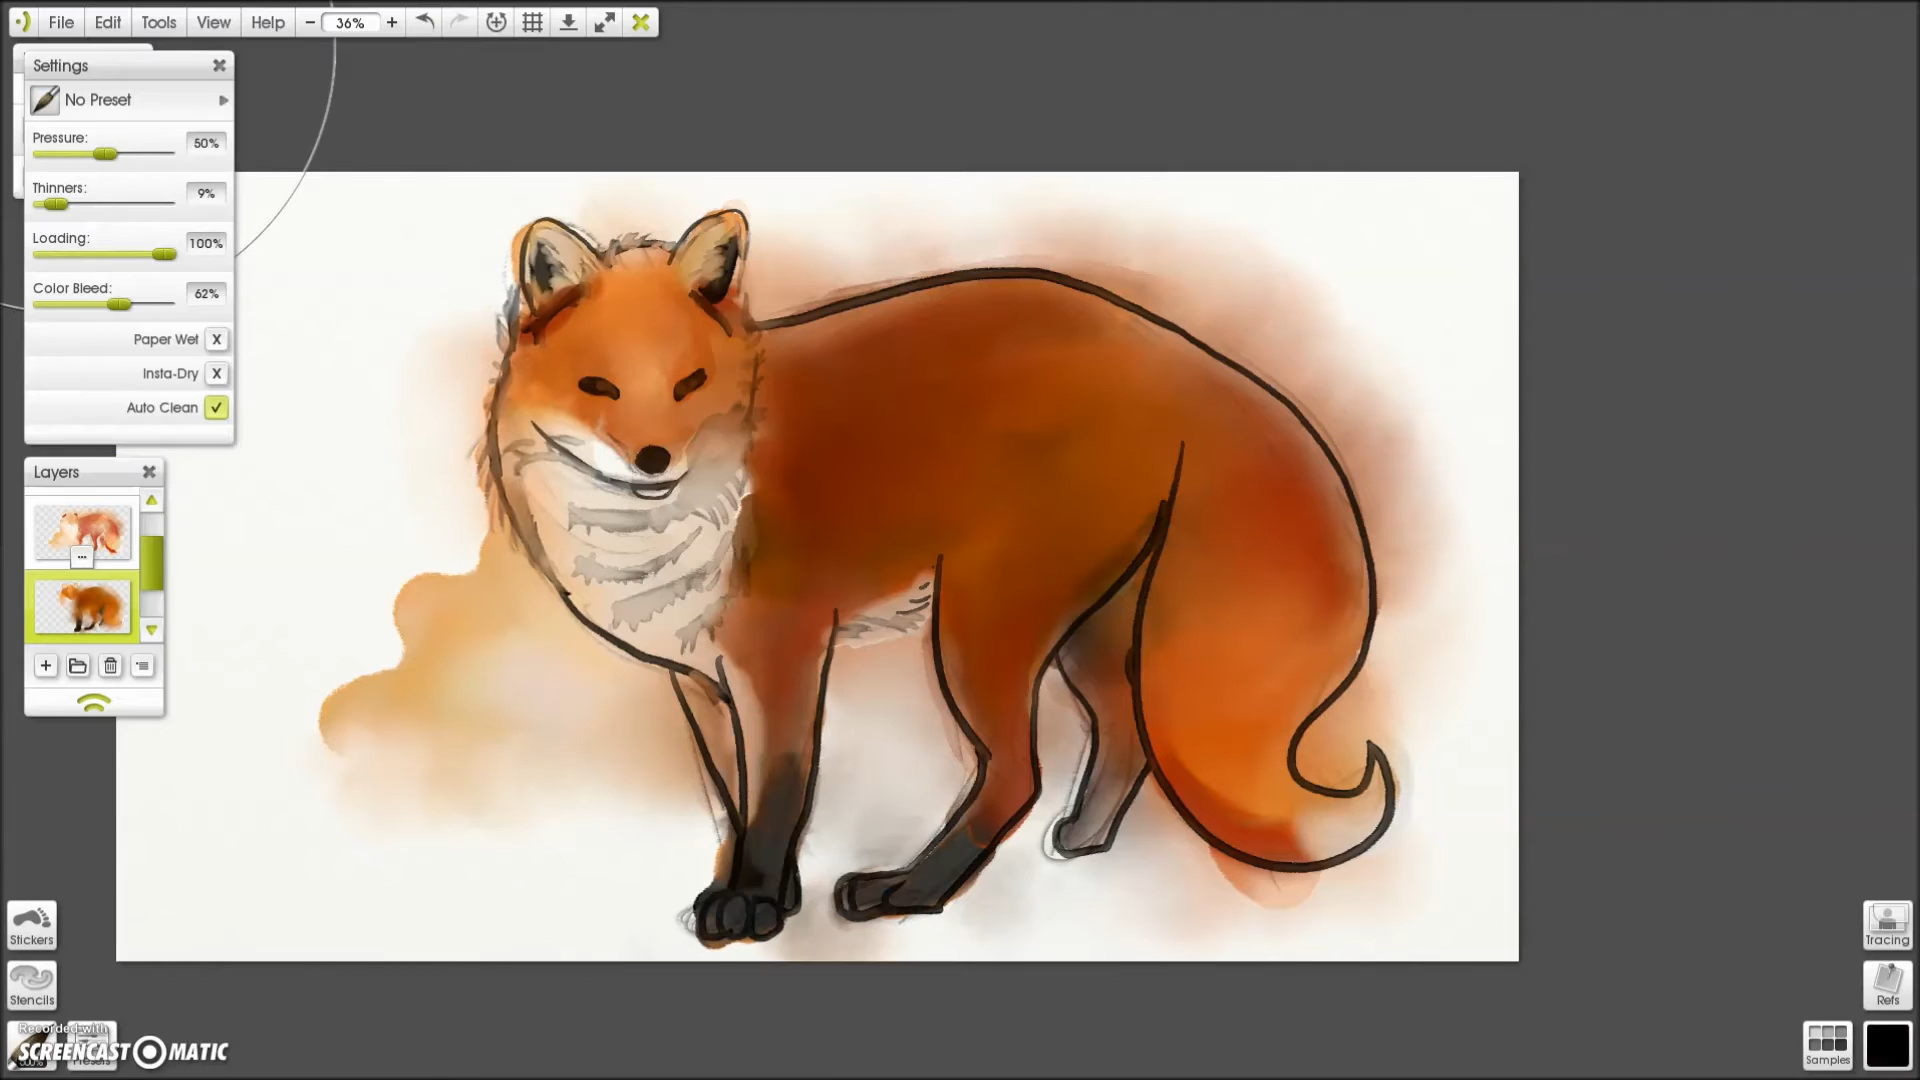 File Edit Tools View Help − 36% +
Settings
No Preset
Pressure: 50%
Thinners: 9%
Loading: 100%
Color Bleed: 62%
Paper Wet X
Insta-Dry X
Auto Clean ✓
Layers
...
Stickers
Tracing
Stencils
Refs
Recorded with
SCREENCAST MATIC
Samples